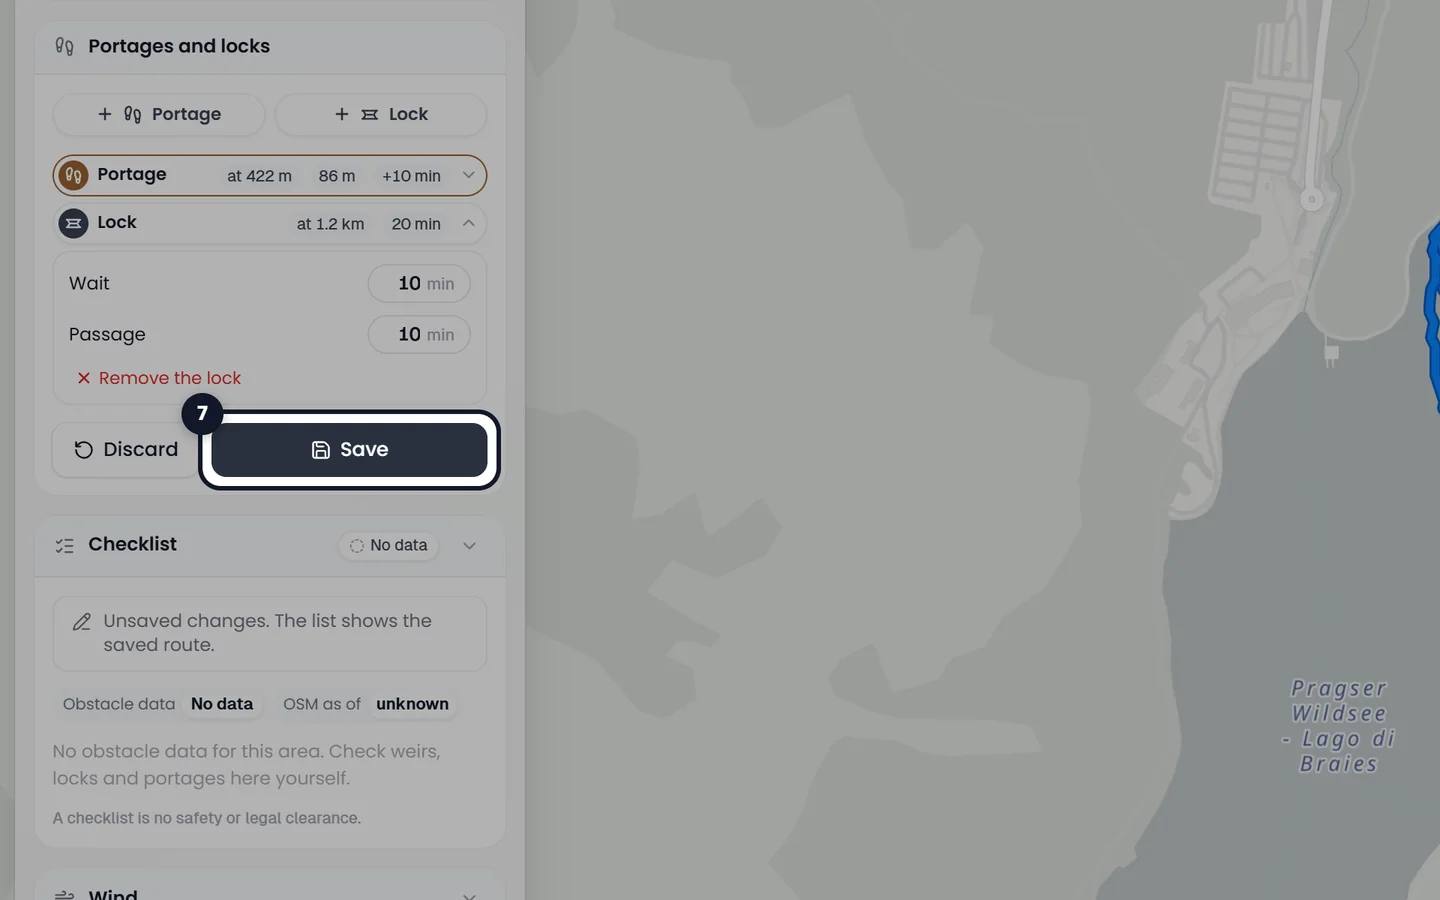 Portages and locks
+ Portage
+ Lock
Portage at 422 m 86 m +10 min
Lock at 1.2 km 20 min
Wait 10 min
Passage 10 min
Remove the lock
7
Discard
Save
Checklist No data
Unsaved changes. The list shows the
saved route.
Obstacle data No data OSM as of unknown
No obstacle data for this area. Check weirs,
locks and portages here yourself.
A checklist is no safety or legal clearance.
Wind
Pragser
Wildsee
- Lago di
Braies